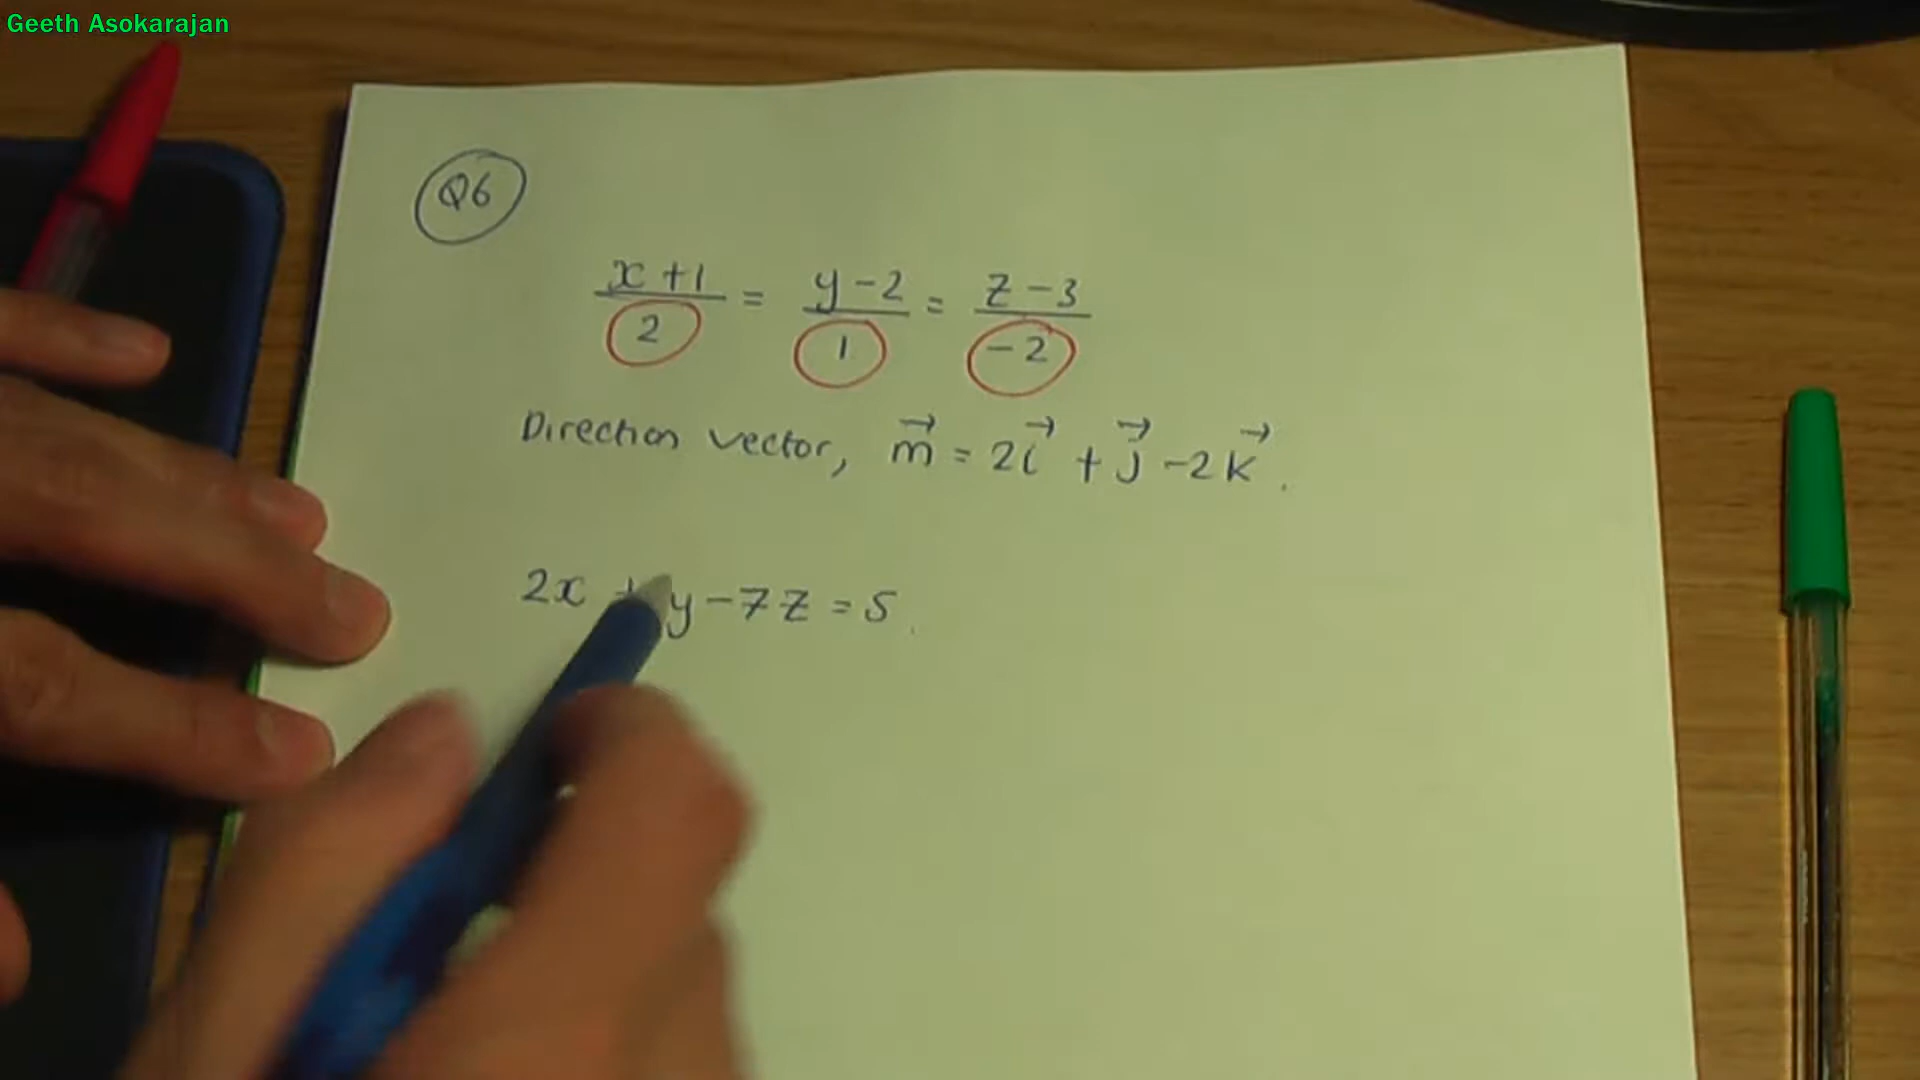 Geeth Asokarajan
Q6
x+1/2 = y-2/1 = z-3/-2
Direction vector, m⃗ = 2i⃗ + j⃗ -2k⃗.
2x + y - 7z = 5.